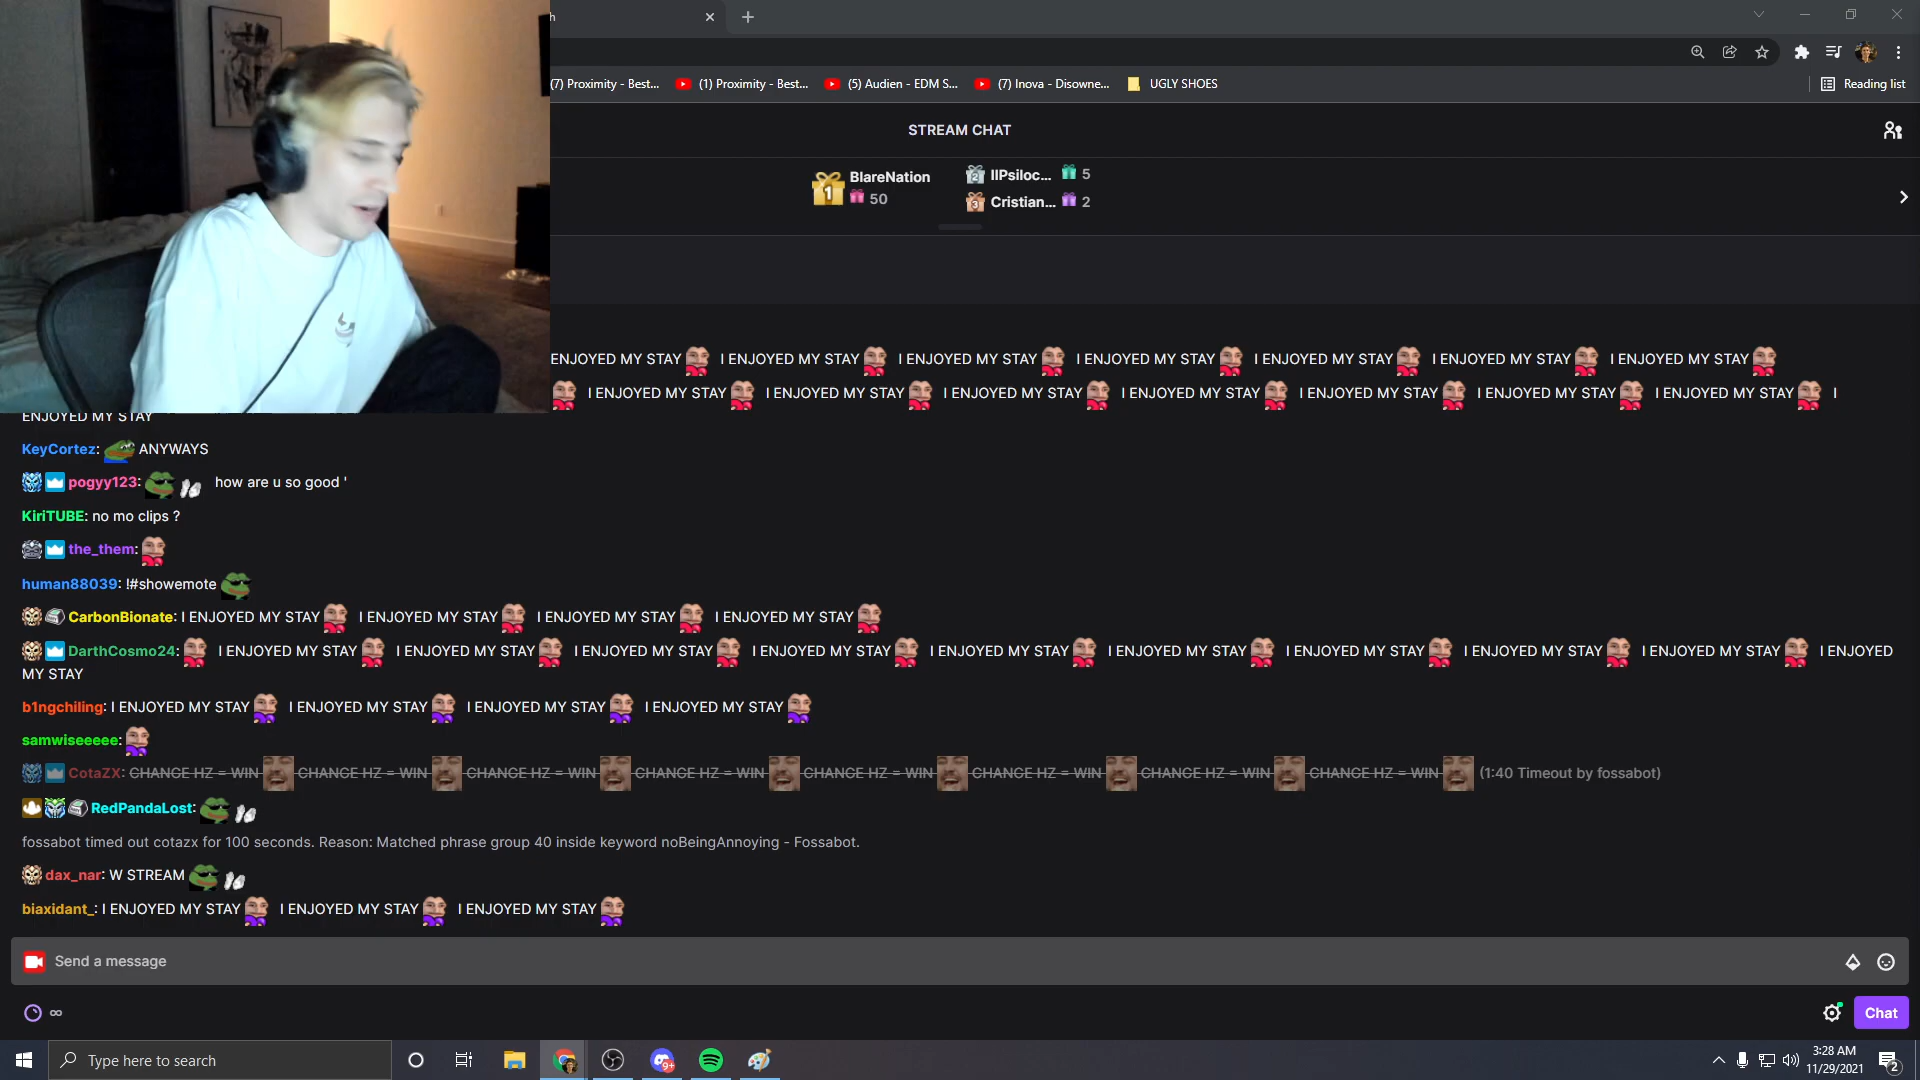 h
(7) Proximity - Best... (1) Proximity - Best... (5) Audien - EDM S... (7) Inova - Disowne... UGLY SHOES Reading list
STREAM CHAT
1 BlareNation 50
2 IIPsiloc... 5
3 Cristian... 2
ENJOYED MY STAY I ENJOYED MY STAY I ENJOYED MY STAY I ENJOYED MY STAY I ENJOYED MY STAY I ENJOYED MY STAY I ENJOYED MY STAY
I ENJOYED MY STAY I ENJOYED MY STAY I ENJOYED MY STAY I ENJOYED MY STAY I ENJOYED MY STAY I ENJOYED MY STAY I ENJOYED MY STAY I
ENJOYED MY STAY
KeyCortez: ANYWAYS
pogyy123: how are u so good '
KiriTUBE: no mo clips ?
the_them:
human88039: !#showemote
CarbonBionate: I ENJOYED MY STAY I ENJOYED MY STAY I ENJOYED MY STAY I ENJOYED MY STAY
DarthCosmo24: I ENJOYED MY STAY I ENJOYED MY STAY I ENJOYED MY STAY I ENJOYED MY STAY I ENJOYED MY STAY I ENJOYED MY STAY I ENJOYED MY STAY I ENJOYED MY STAY I ENJOYED MY STAY I ENJOYED
MY STAY
b1ngchiling: I ENJOYED MY STAY I ENJOYED MY STAY I ENJOYED MY STAY I ENJOYED MY STAY
samwiseeeee:
CotaZX: CHANGE HZ = WIN CHANGE HZ = WIN CHANGE HZ = WIN CHANGE HZ = WIN CHANGE HZ = WIN CHANGE HZ = WIN CHANGE HZ = WIN CHANGE HZ = WIN (1:40 Timeout by fossabot)
RedPandaLost:
fossabot timed out cotazx for 100 seconds. Reason: Matched phrase group 40 inside keyword noBeingAnnoying - Fossabot.
dax_nar: W STREAM
biaxidant_: I ENJOYED MY STAY I ENJOYED MY STAY I ENJOYED MY STAY
Send a message
∞ Chat
Type here to search 9+ 3:28 AM
11/29/2021 2